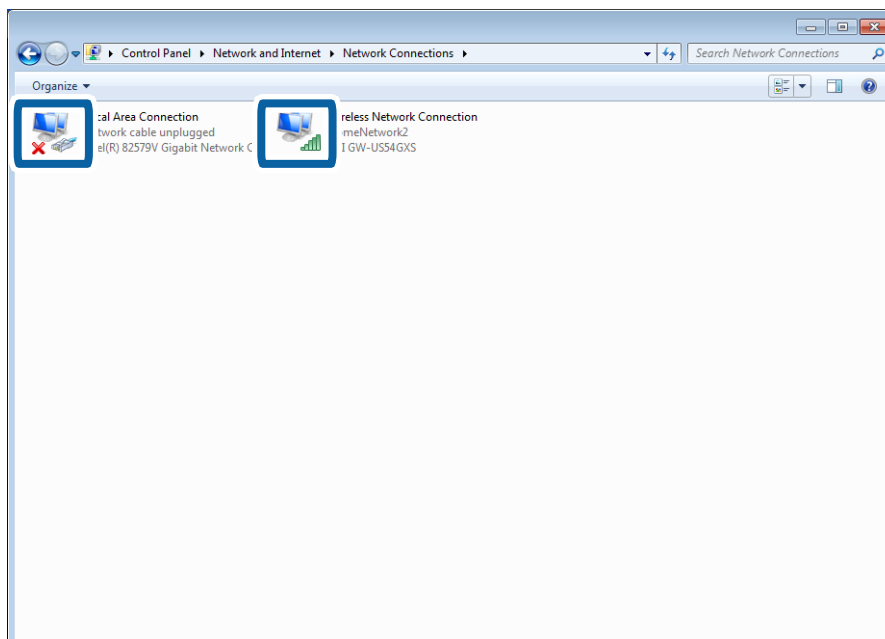 Control Panel ▸ Network and Internet ▸ Network Connections ▸
Search Network Connections
Organize
cal Area Connection
twork cable unplugged
el(R) 82579V Gigabit Network C
reless Network Connection
meNetwork2
I GW-US54GXS